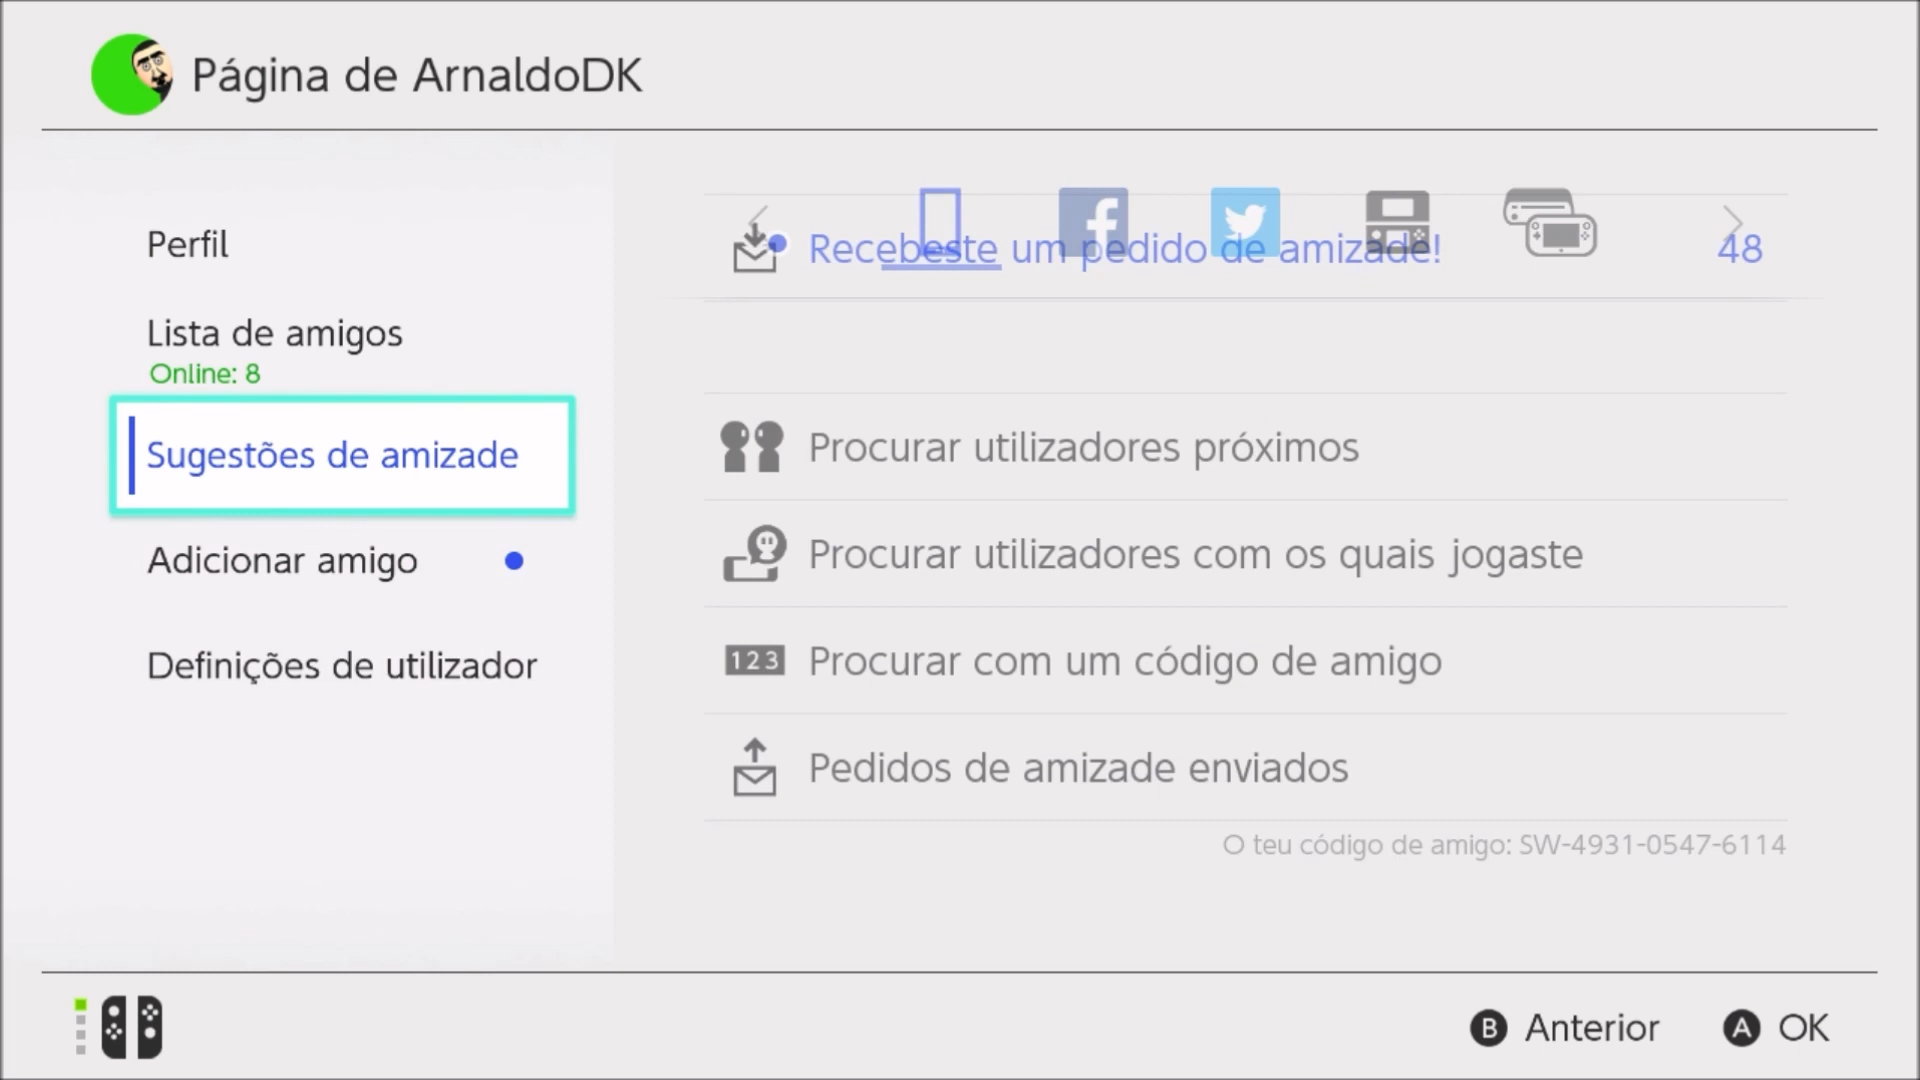 Página de ArnaldoDK
Perfil
Lista de amigos
Online: 8
Sugestões de amizade
Adicionar amigo
Definições de utilizador
Recebeste um pedido de amizade! 48
Procurar utilizadores próximos
Procurar utilizadores com os quais jogaste
123 Procurar com um código de amigo
Pedidos de amizade enviados
O teu código de amigo: SW-4931-0547-6114
B Anterior A OK